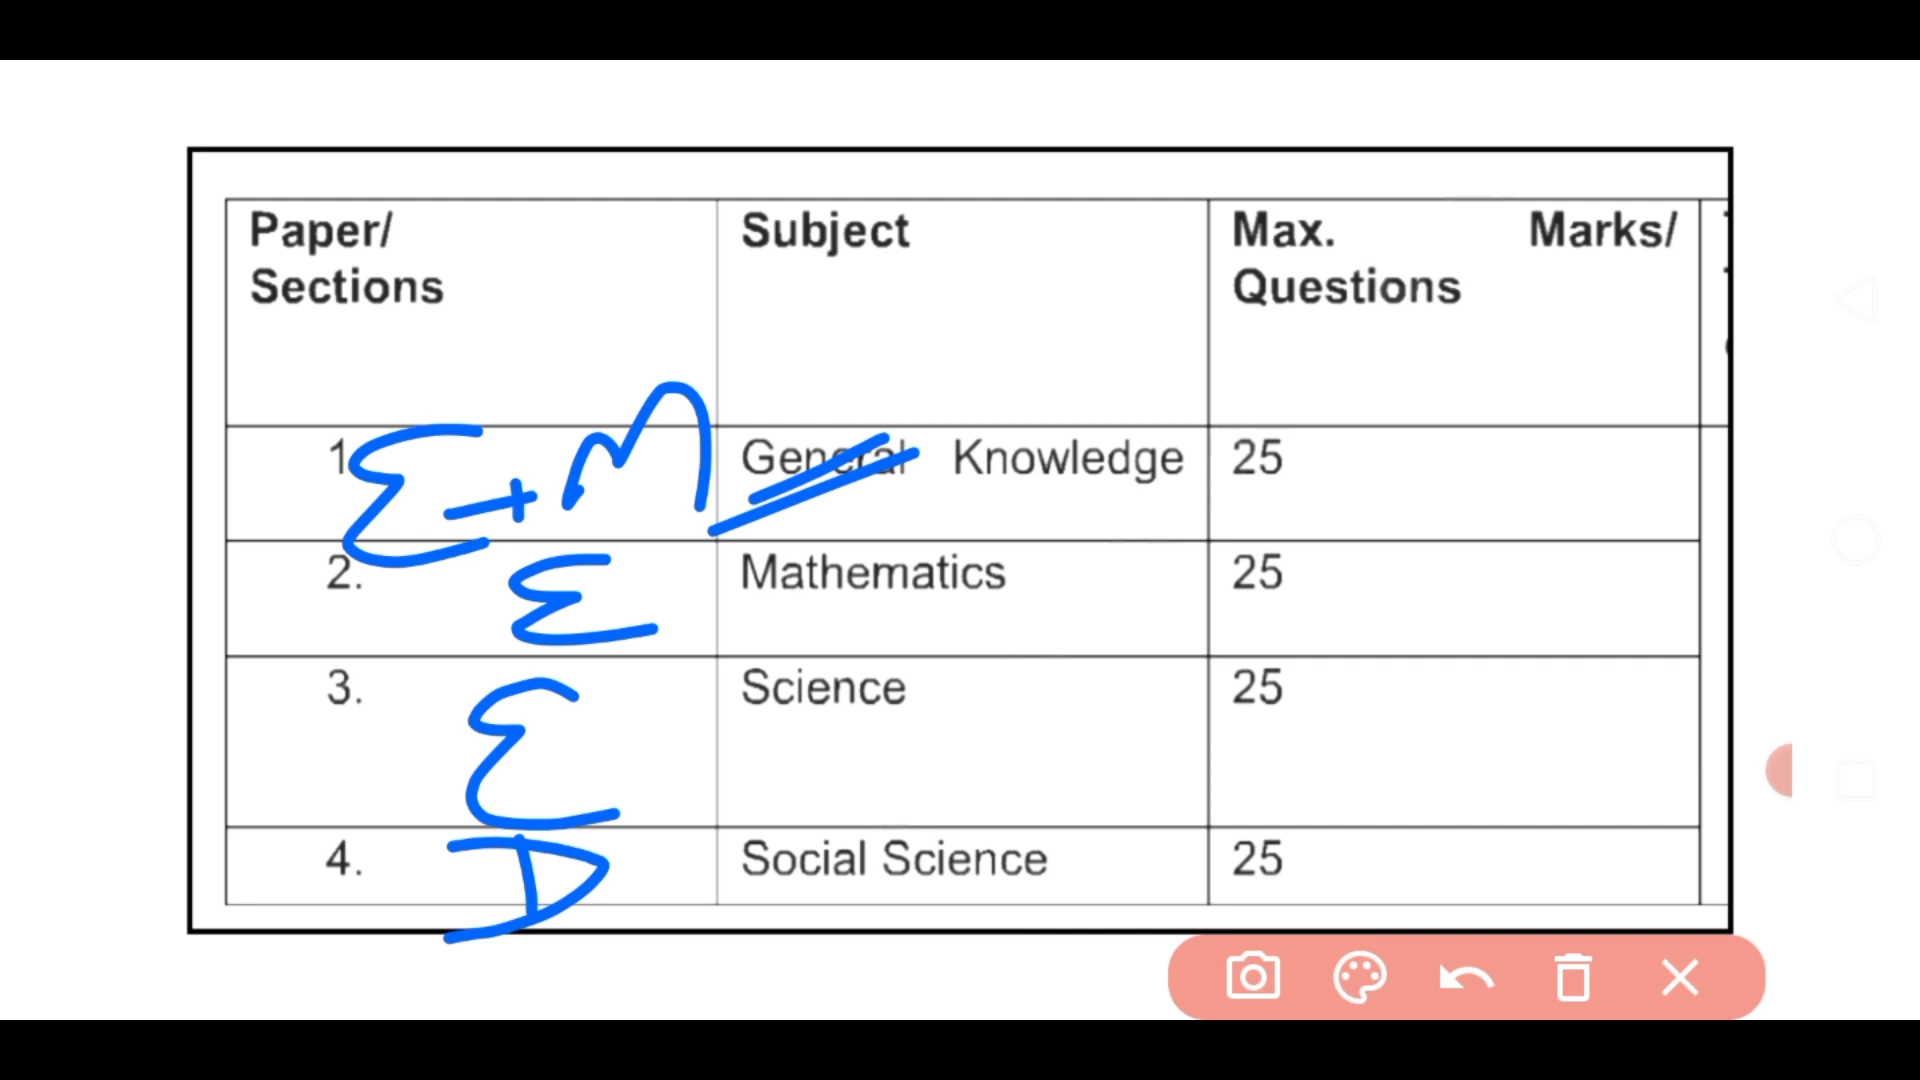 Paper/ Sections Subject Max. Marks/ Questions
1 General Knowledge 25
E+M
2. Mathematics 25
E
3. Science 25
E
4. Social Science 25
D